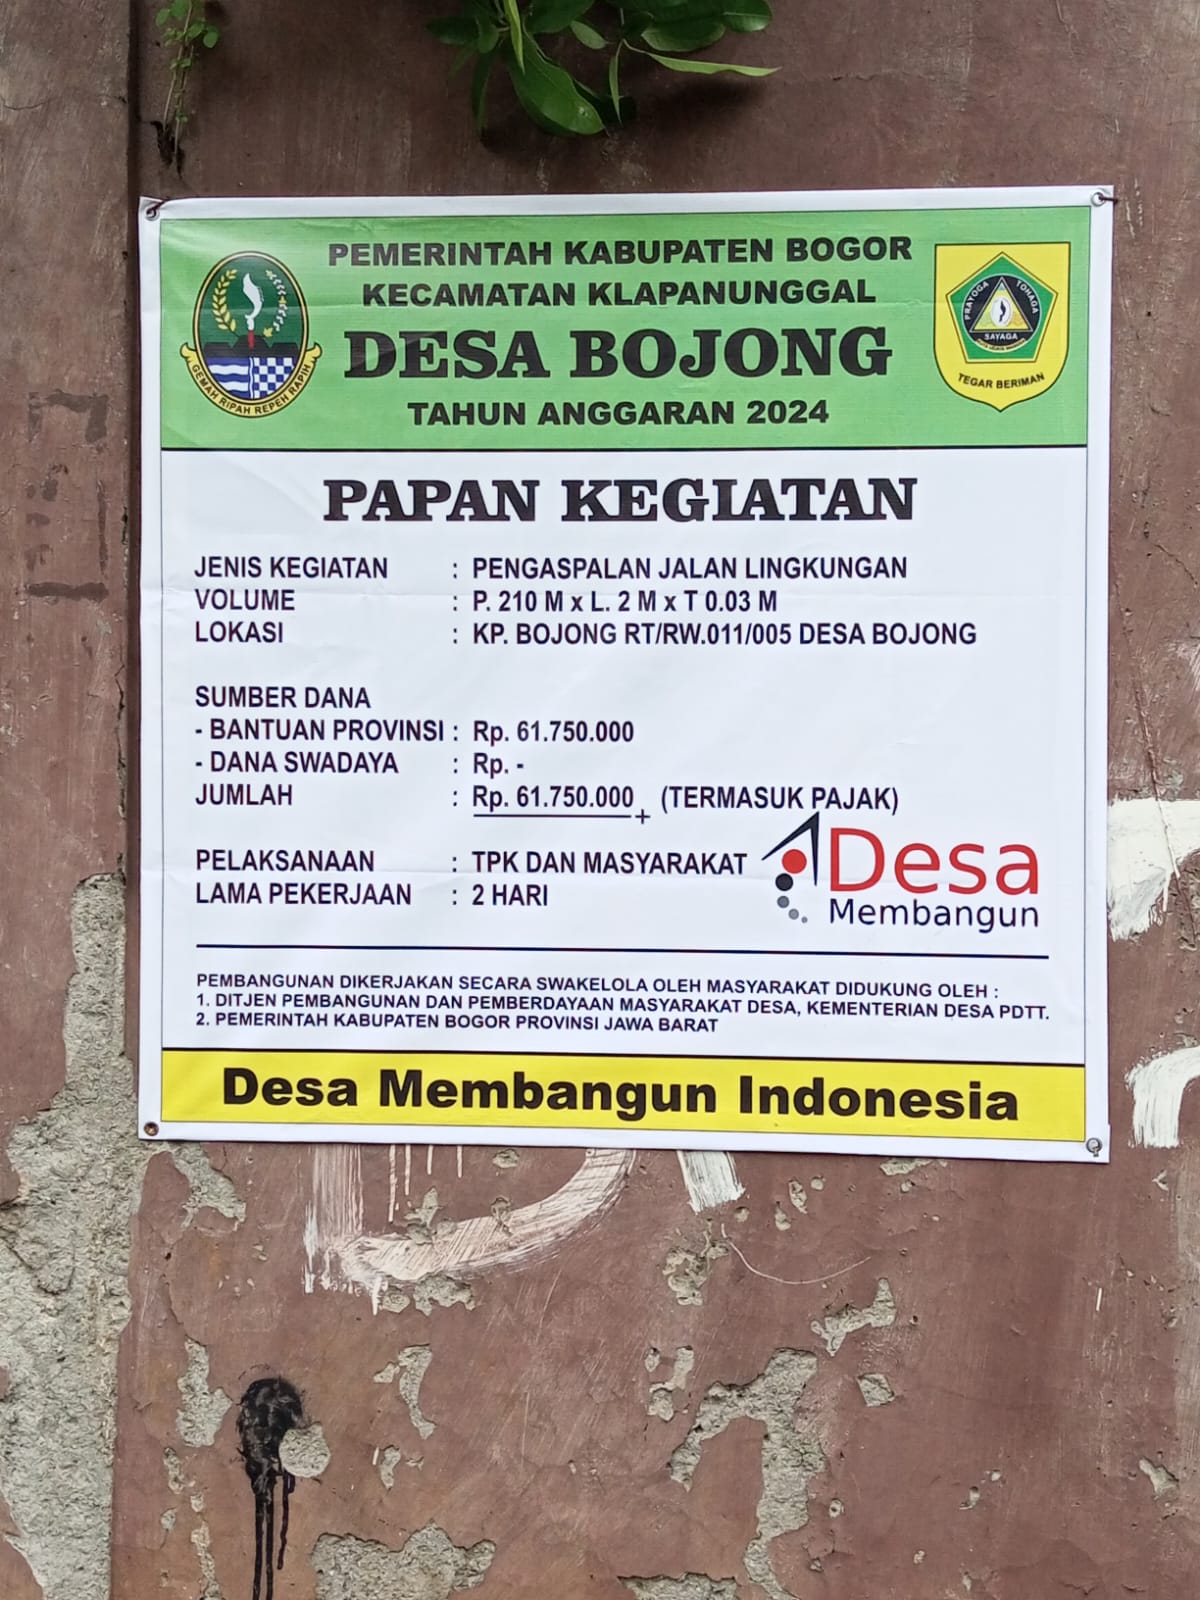 PEMERINTAH KABUPATEN BOGOR
KECAMATAN KLAPANUNGGAL
DESA BOJONG
TAHUN ANGGARAN 2024
GEMAH RIPAH REPEH RAPIH
PRAYOGA TOHAGA
SAYAGA
TEGAR BERIMAN
PAPAN KEGIATAN
JENIS KEGIATAN : PENGASPALAN JALAN LINGKUNGAN
VOLUME : P. 210 M x L. 2 M x T 0.03 M
LOKASI : KP. BOJONG RT/RW.011/005 DESA BOJONG
SUMBER DANA
- BANTUAN PROVINSI : Rp. 61.750.000
- DANA SWADAYA : Rp. -
JUMLAH : Rp. 61.750.000 + (TERMASUK PAJAK)
PELAKSANAAN : TPK DAN MASYARAKAT
LAMA PEKERJAAN : 2 HARI
Desa
Membangun
PEMBANGUNAN DIKERJAKAN SECARA SWAKELOLA OLEH MASYARAKAT DIDUKUNG OLEH :
1. DITJEN PEMBANGUNAN DAN PEMBERDAYAAN MASYARAKAT DESA, KEMENTERIAN DESA PDTT.
2. PEMERINTAH KABUPATEN BOGOR PROVINSI JAWA BARAT
Desa Membangun Indonesia